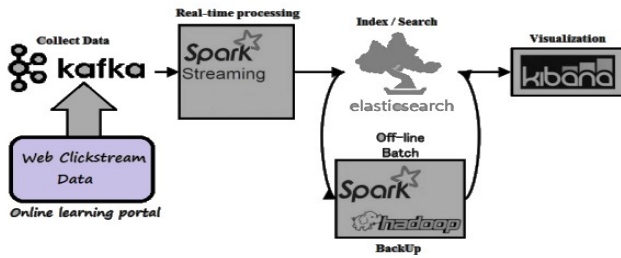 Real-time processing
Collect Data
Index / Search
Visualization
kafka
Spark
Streaming
elasticsearch
kibana
Web Clickstream
Data
Online learning portal
Off-line
Batch
Spark
hadoop
BackUp